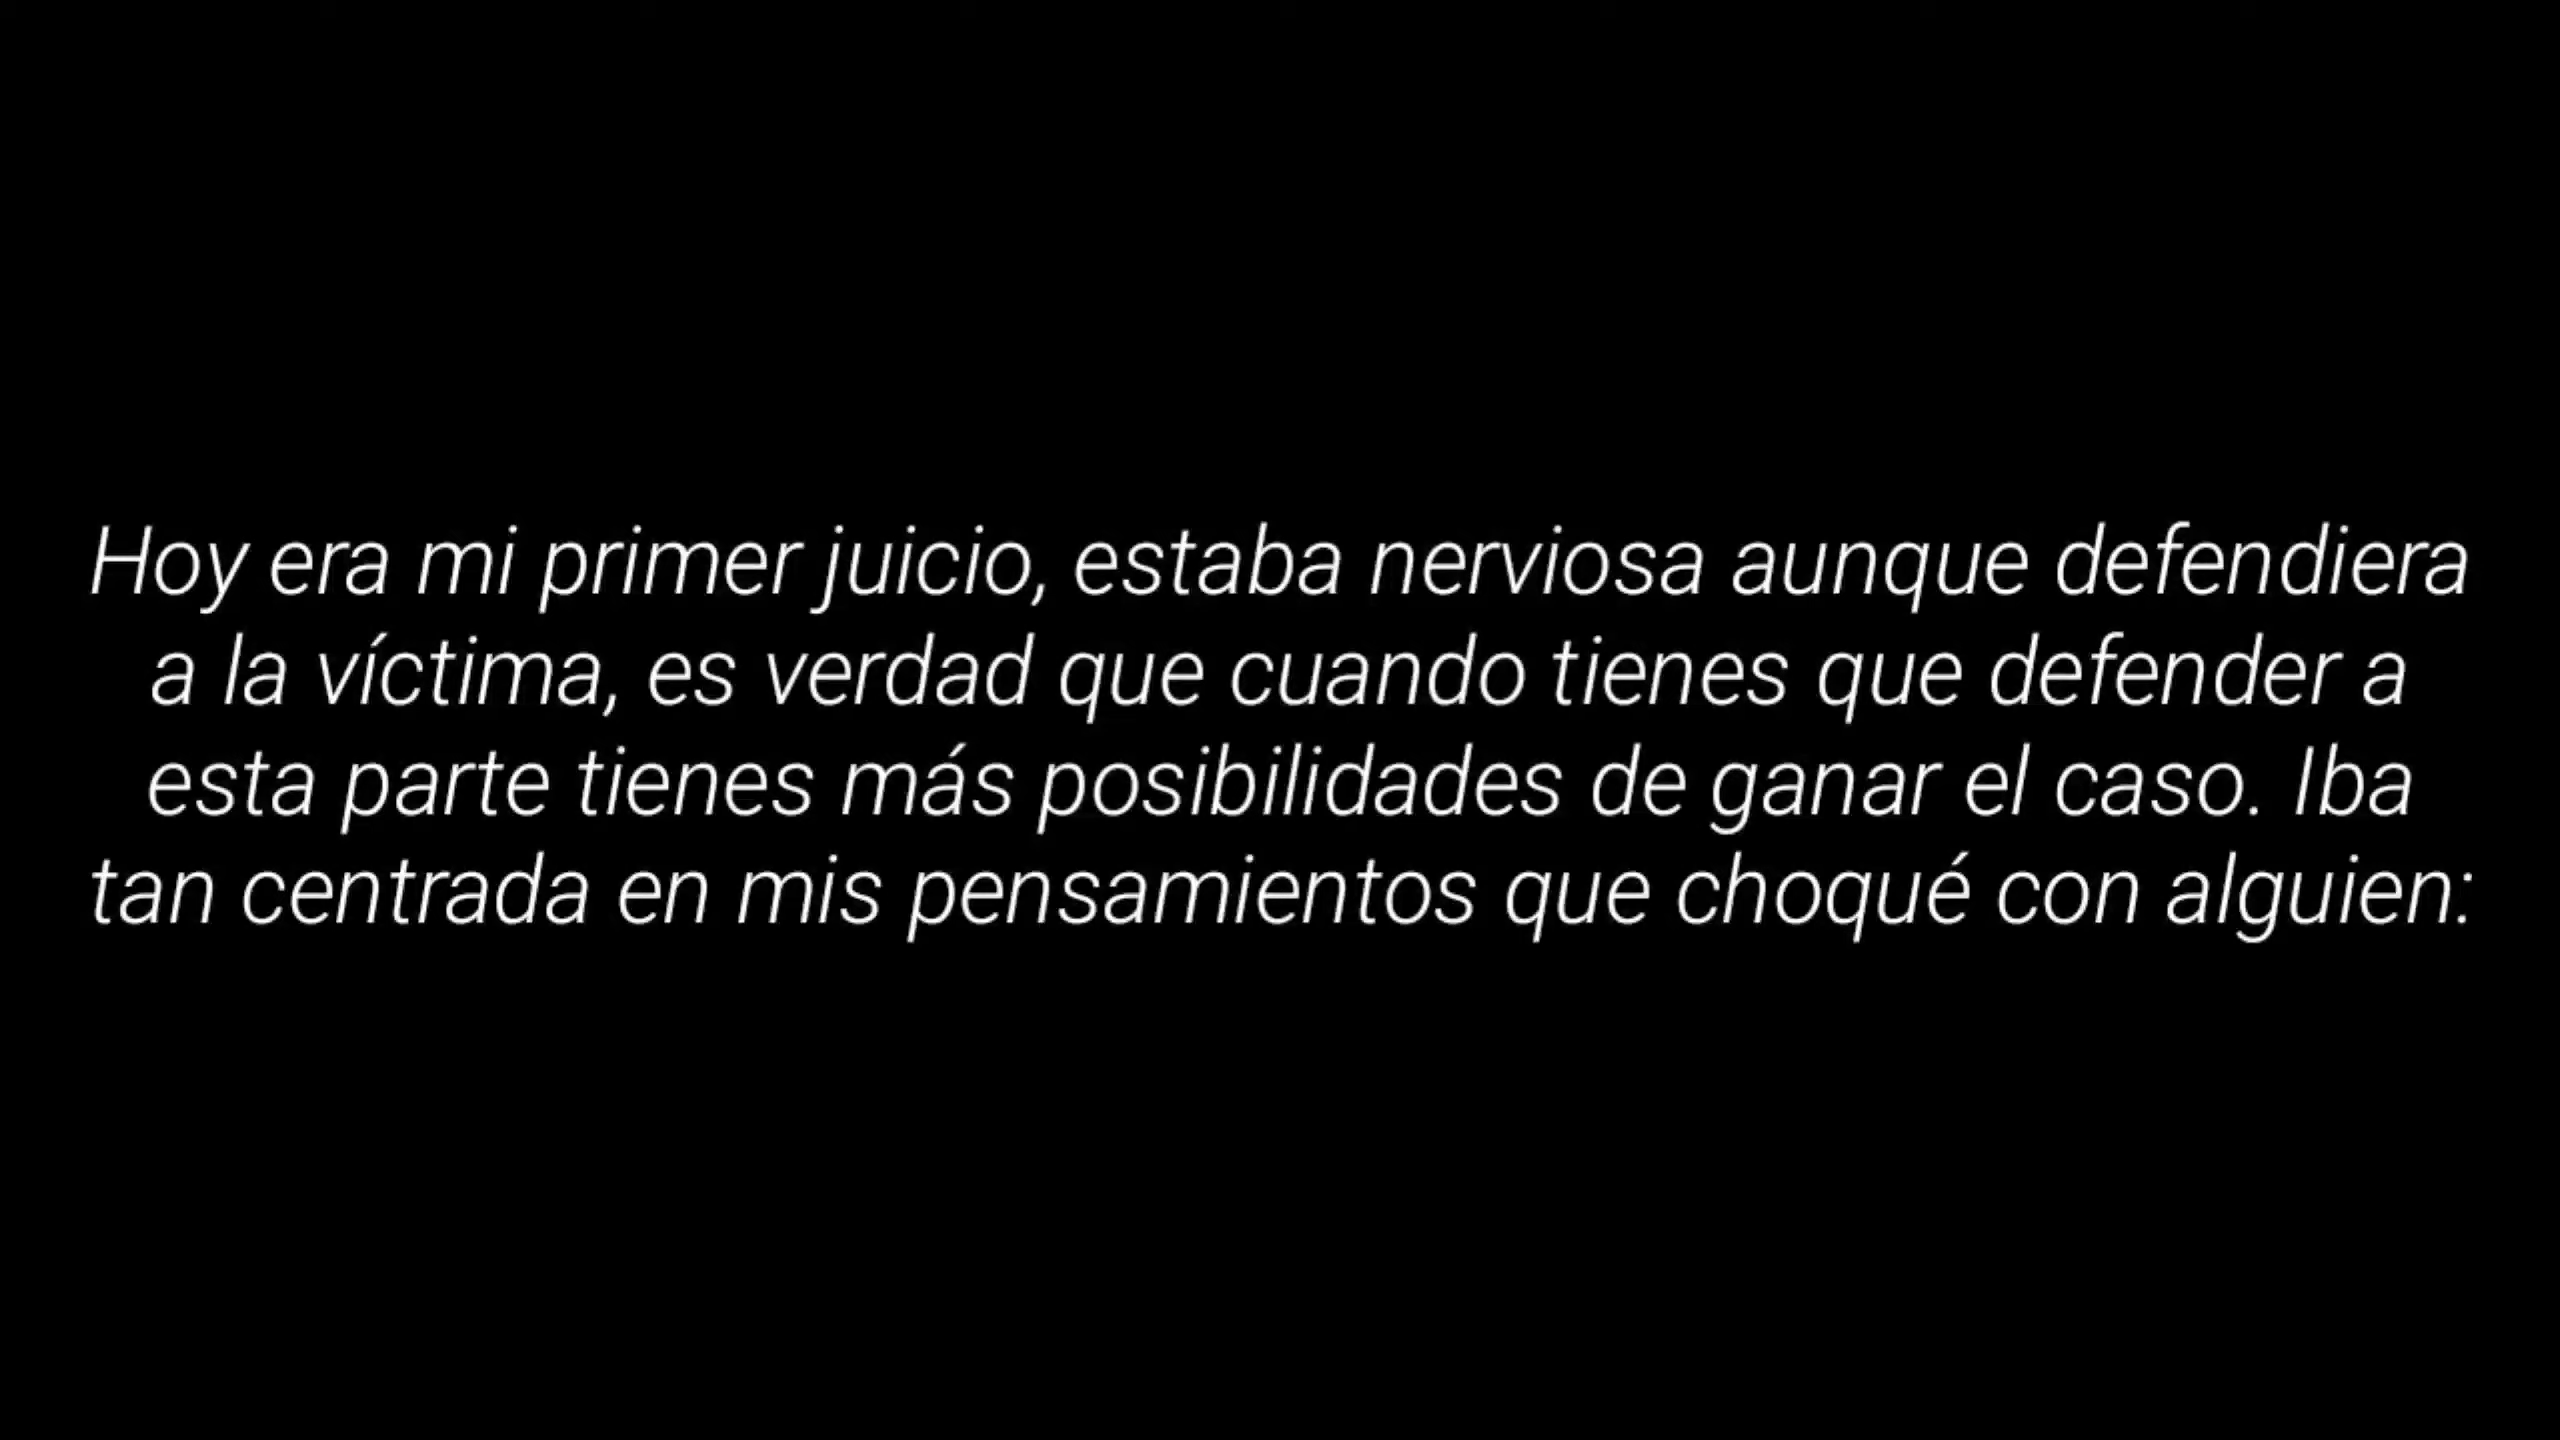 Hoy era mi primer juicio, estaba nerviosa aunque defendiera
a la víctima, es verdad que cuando tienes que defender a
esta parte tienes más posibilidades de ganar el caso. Iba
tan centrada en mis pensamientos que choqué con alguien: